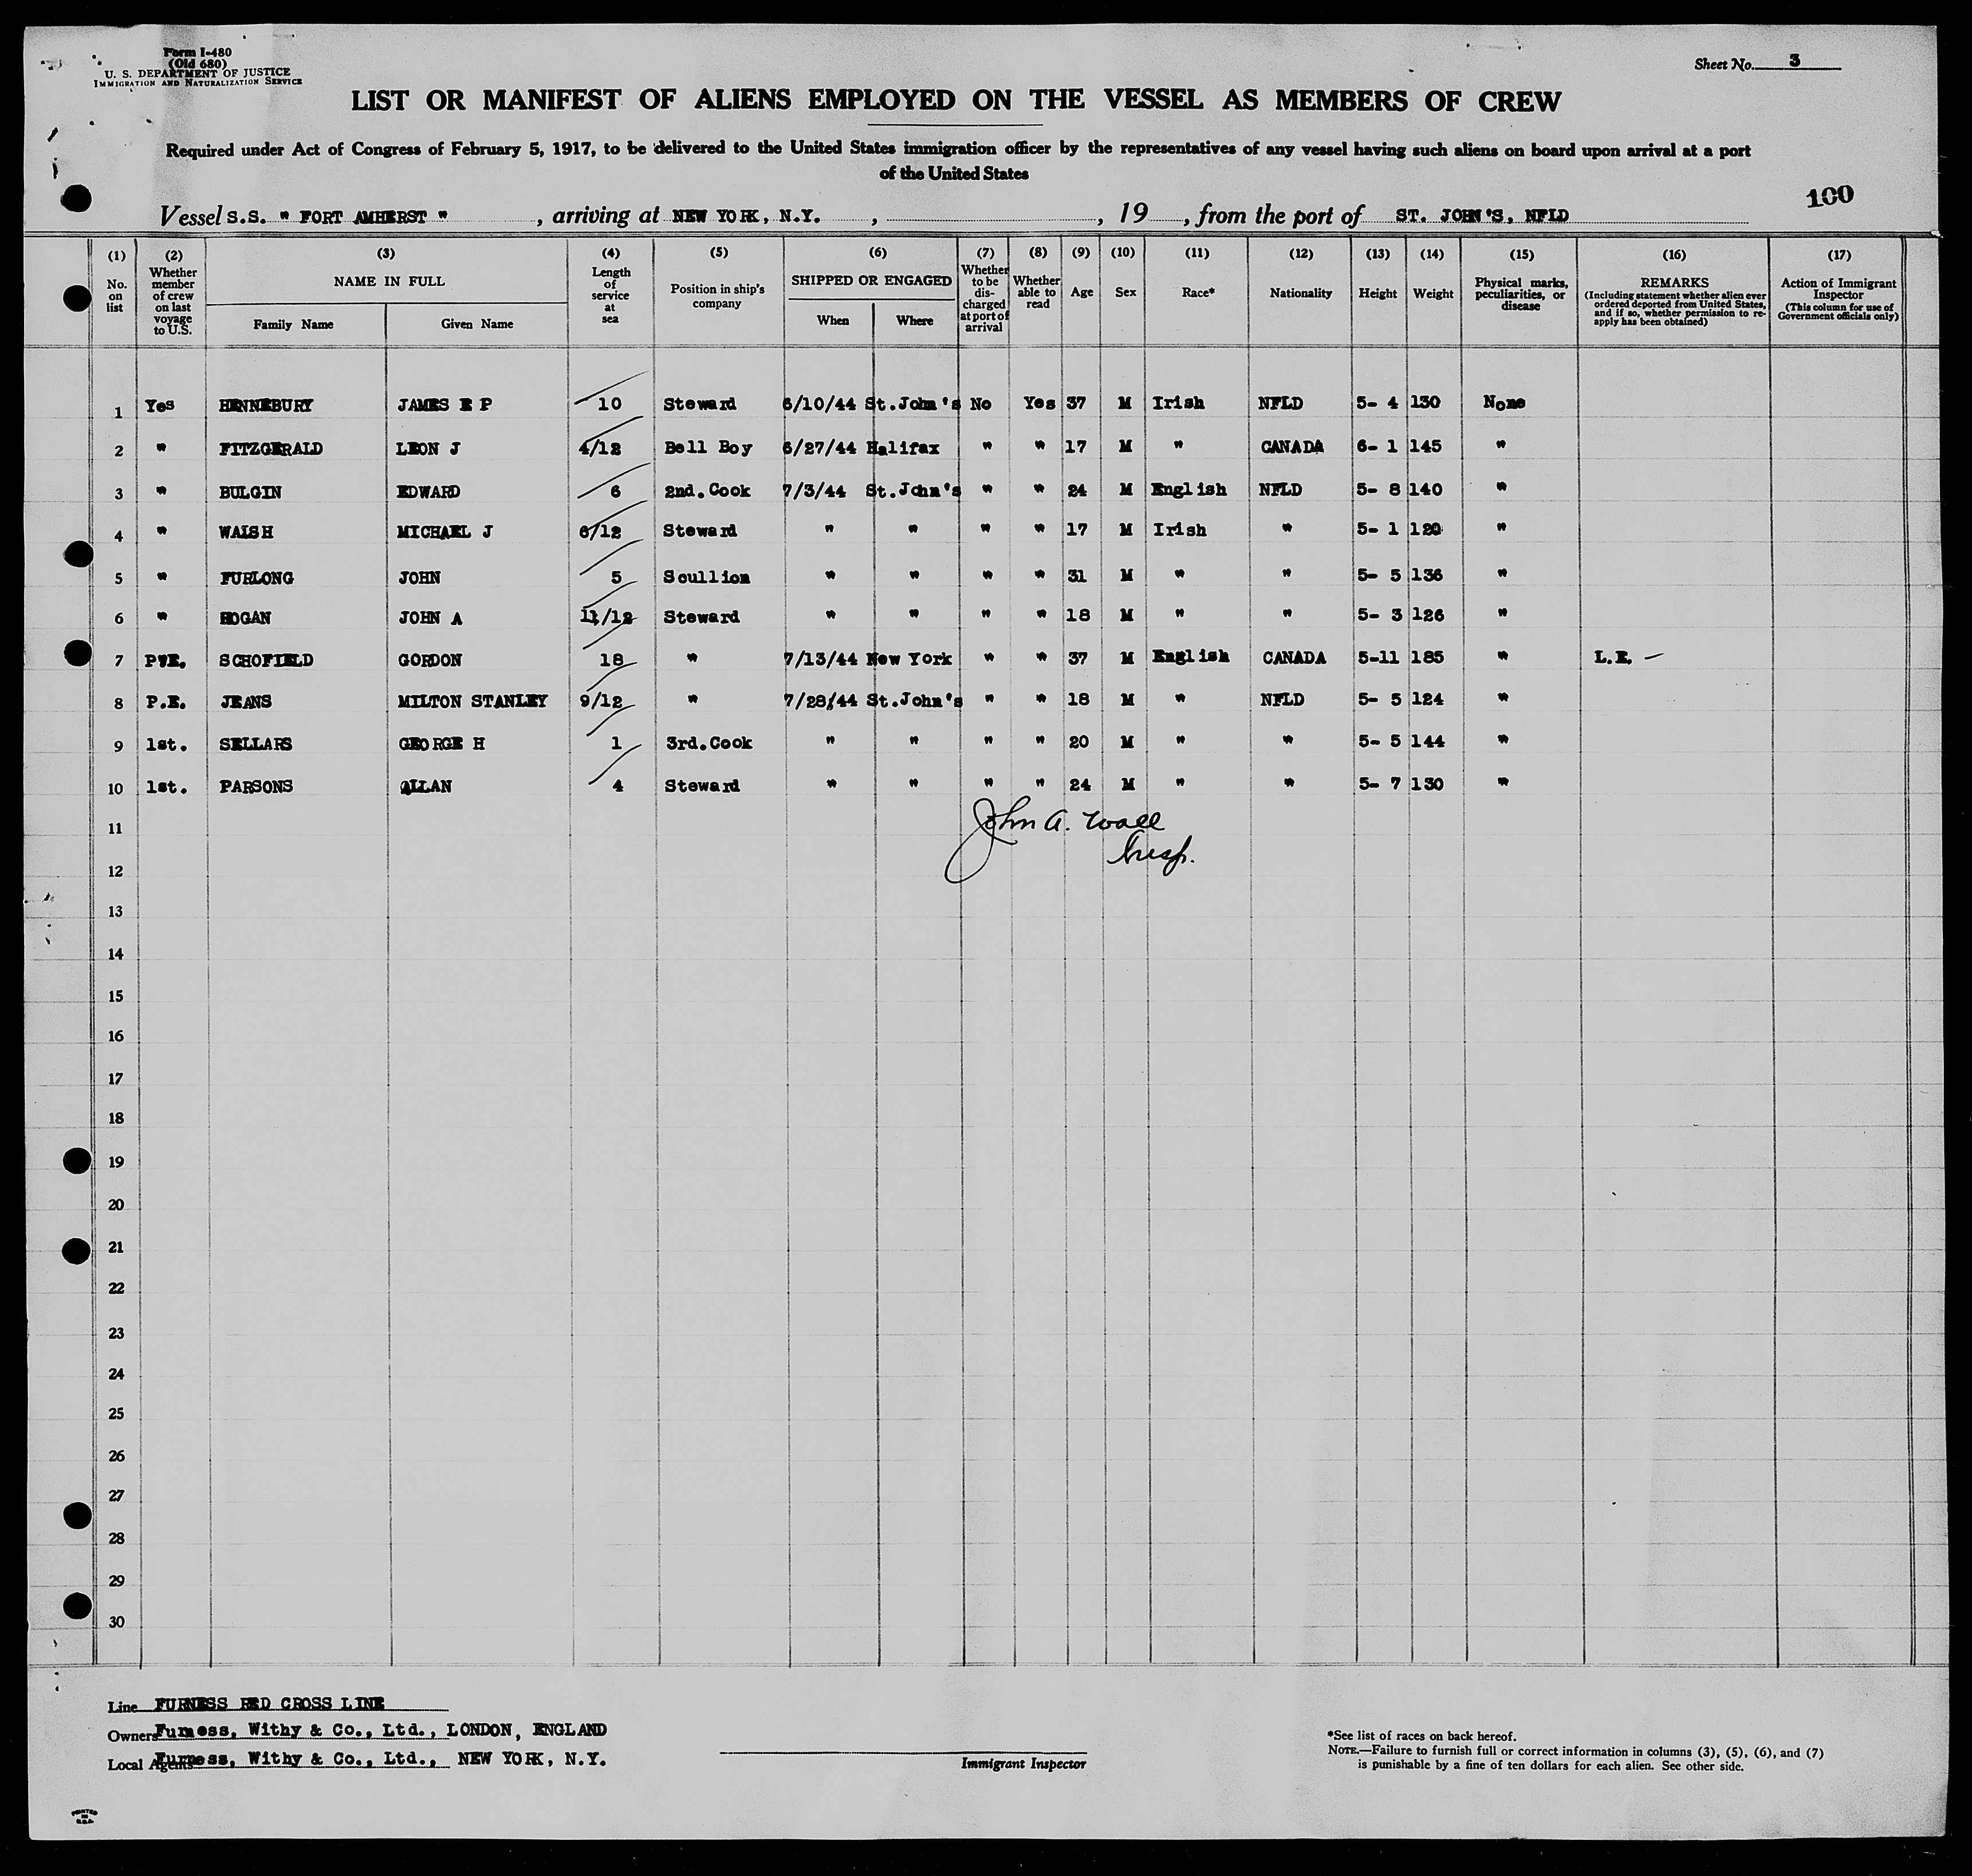 Form I-480
(Old 680)
U. S. DEPARTMENT OF JUSTICE
IMMIGRATION AND NATURALIZATION SERVICE
Sheet No. 3
LIST OR MANIFEST OF ALIENS EMPLOYED ON THE VESSEL AS MEMBERS OF CREW
Required under Act of Congress of February 5, 1917, to be delivered to the United States immigration officer by the representatives of any vessel having such aliens on board upon arrival at a port
of the United States
100
Vessel S.S. " FORT AMHERST " , arriving at NEW YORK, N.Y. , , 19 , from the port of ST. JOHN'S, NFLD
(1) No. on list
(2) Whether member of crew on last voyage to U.S.
(3) NAME IN FULL Family Name Given Name
(4) Length of service at sea
(5) Position in ship's company
(6) SHIPPED OR ENGAGED When Where
(7) Whether to be discharged at port of arrival
(8) Whether able to read
(9) Age
(10) Sex
(11) Race*
(12) Nationality
(13) Height
(14) Weight
(15) Physical marks, peculiarities, or disease
(16) REMARKS (Including statement whether alien ever ordered deported from United States, and if so, whether permission to re-apply has been obtained)
(17) Action of Immigrant Inspector (This column for use of Government officials only)
1 Yes HENNEBURY JAMES E P 10 Steward 6/10/44 St.John's No Yes 37 M Irish NFLD 5- 4 130 None
2 " FITZGERALD LEON J 4/12 Bell Boy 6/27/44 Halifax " " 17 M " CANADA 6- 1 145 "
3 " BULGIN EDWARD 6 2nd.Cook 7/3/44 St.John's " " 24 M English NFLD 5- 8 140 "
4 " WALSH MICHAEL J 6/12 Steward " " " " 17 M Irish " 5- 1 120 "
5 " FURLONG JOHN 5 Scullion " " " " 31 M " " 5- 5 136 "
6 " HOGAN JOHN A 11/12 Steward " " " " 18 M " " 5- 3 126 "
7 SCHOFIELD GORDON 18 " 7/13/44 New York " " 37 M English CANADA 5-11 185 " L.E. —
8 P.E. JEANS MILTON STANLEY 9/12 " 7/28/44 St.John's " " 18 M " NFLD 5- 5 124 "
9 1st. SELLARS GEORGE H 1 3rd.Cook " " " " 20 M " " 5- 5 144 "
10 1st. PARSONS ALLAN 4 Steward " " " " 24 M " " 5- 7 130 "
11 John A. Wall
Insp.
12
13
14
15
16
17
18
19
20
21
22
23
24
25
26
27
28
29
30
Line FURNESS RED CROSS LINE
Owners Furness, Withy & Co., Ltd., LONDON, ENGLAND
Local Agents Furness, Withy & Co., Ltd., NEW YORK, N.Y.
Immigrant Inspector
*See list of races on back hereof.
NOTE.—Failure to furnish full or correct information in columns (3), (5), (6), and (7)
is punishable by a fine of ten dollars for each alien. See other side.
PRINTED
IN
U.S.A.